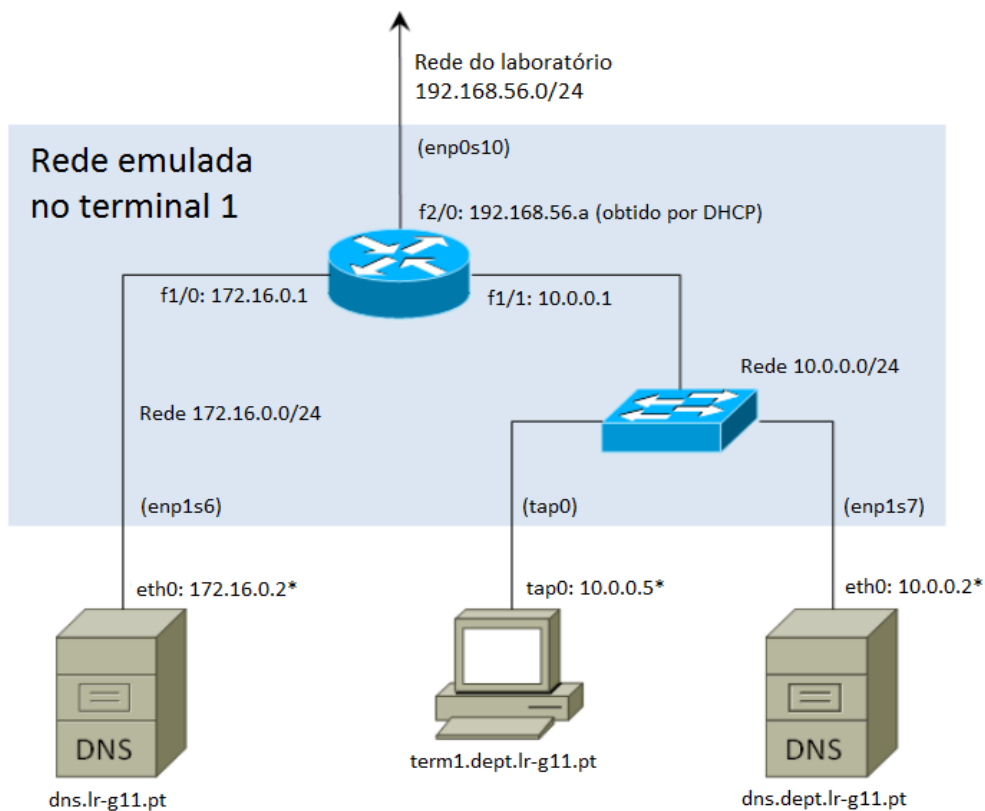 Rede do laboratório
192.168.56.0/24
(enp0s10)
Rede emulada
no terminal 1
f2/0: 192.168.56.a (obtido por DHCP)
f1/0: 172.16.0.1
f1/1: 10.0.0.1
Rede 10.0.0.0/24
Rede 172.16.0.0/24
(enp1s6)
(tap0)
(enp1s7)
eth0: 172.16.0.2*
tap0: 10.0.0.5*
eth0: 10.0.0.2*
DNS
DNS
term1.dept.lr-g11.pt
dns.lr-g11.pt
dns.dept.lr-g11.pt